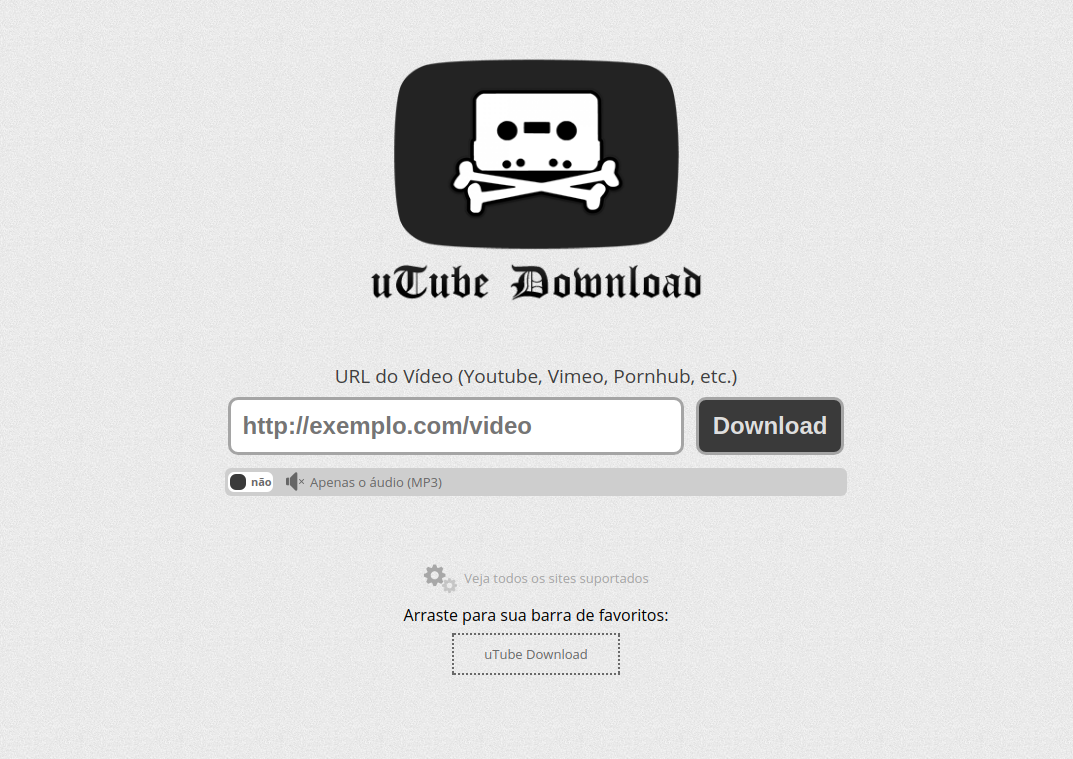 uTube Download
URL do Vídeo (Youtube, Vimeo, Pornhub, etc.)
http://exemplo.com/video
Download
não
Apenas o áudio (MP3)
Veja todos os sites suportados
Arraste para sua barra de favoritos:
uTube Download